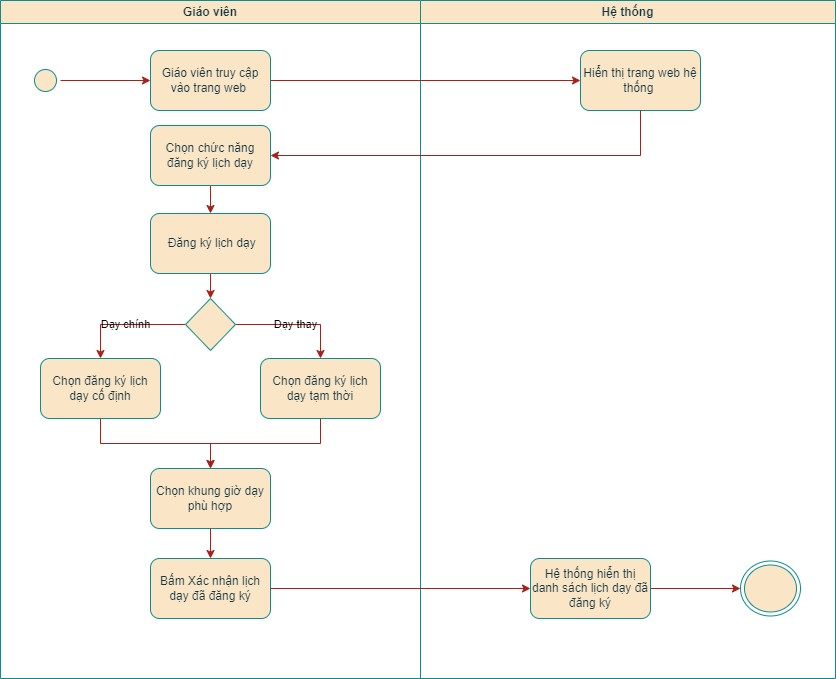 Giáo viên
Hệ thống
Giáo viên truy cập
vào trang web
Hiển thị trang web hệ
thống
Chọn chức năng
đăng ký lịch dạy
Đăng ký lịch dạy
Dạy chính
Dạy thay
Chọn đăng ký lịch
dạy cố định
Chọn đăng ký lịch
dạy tạm thời
Chọn khung giờ dạy
phù hợp
Bấm Xác nhận lịch
dạy đã đăng ký
Hệ thống hiển thị
danh sách lịch dạy đã
đăng ký